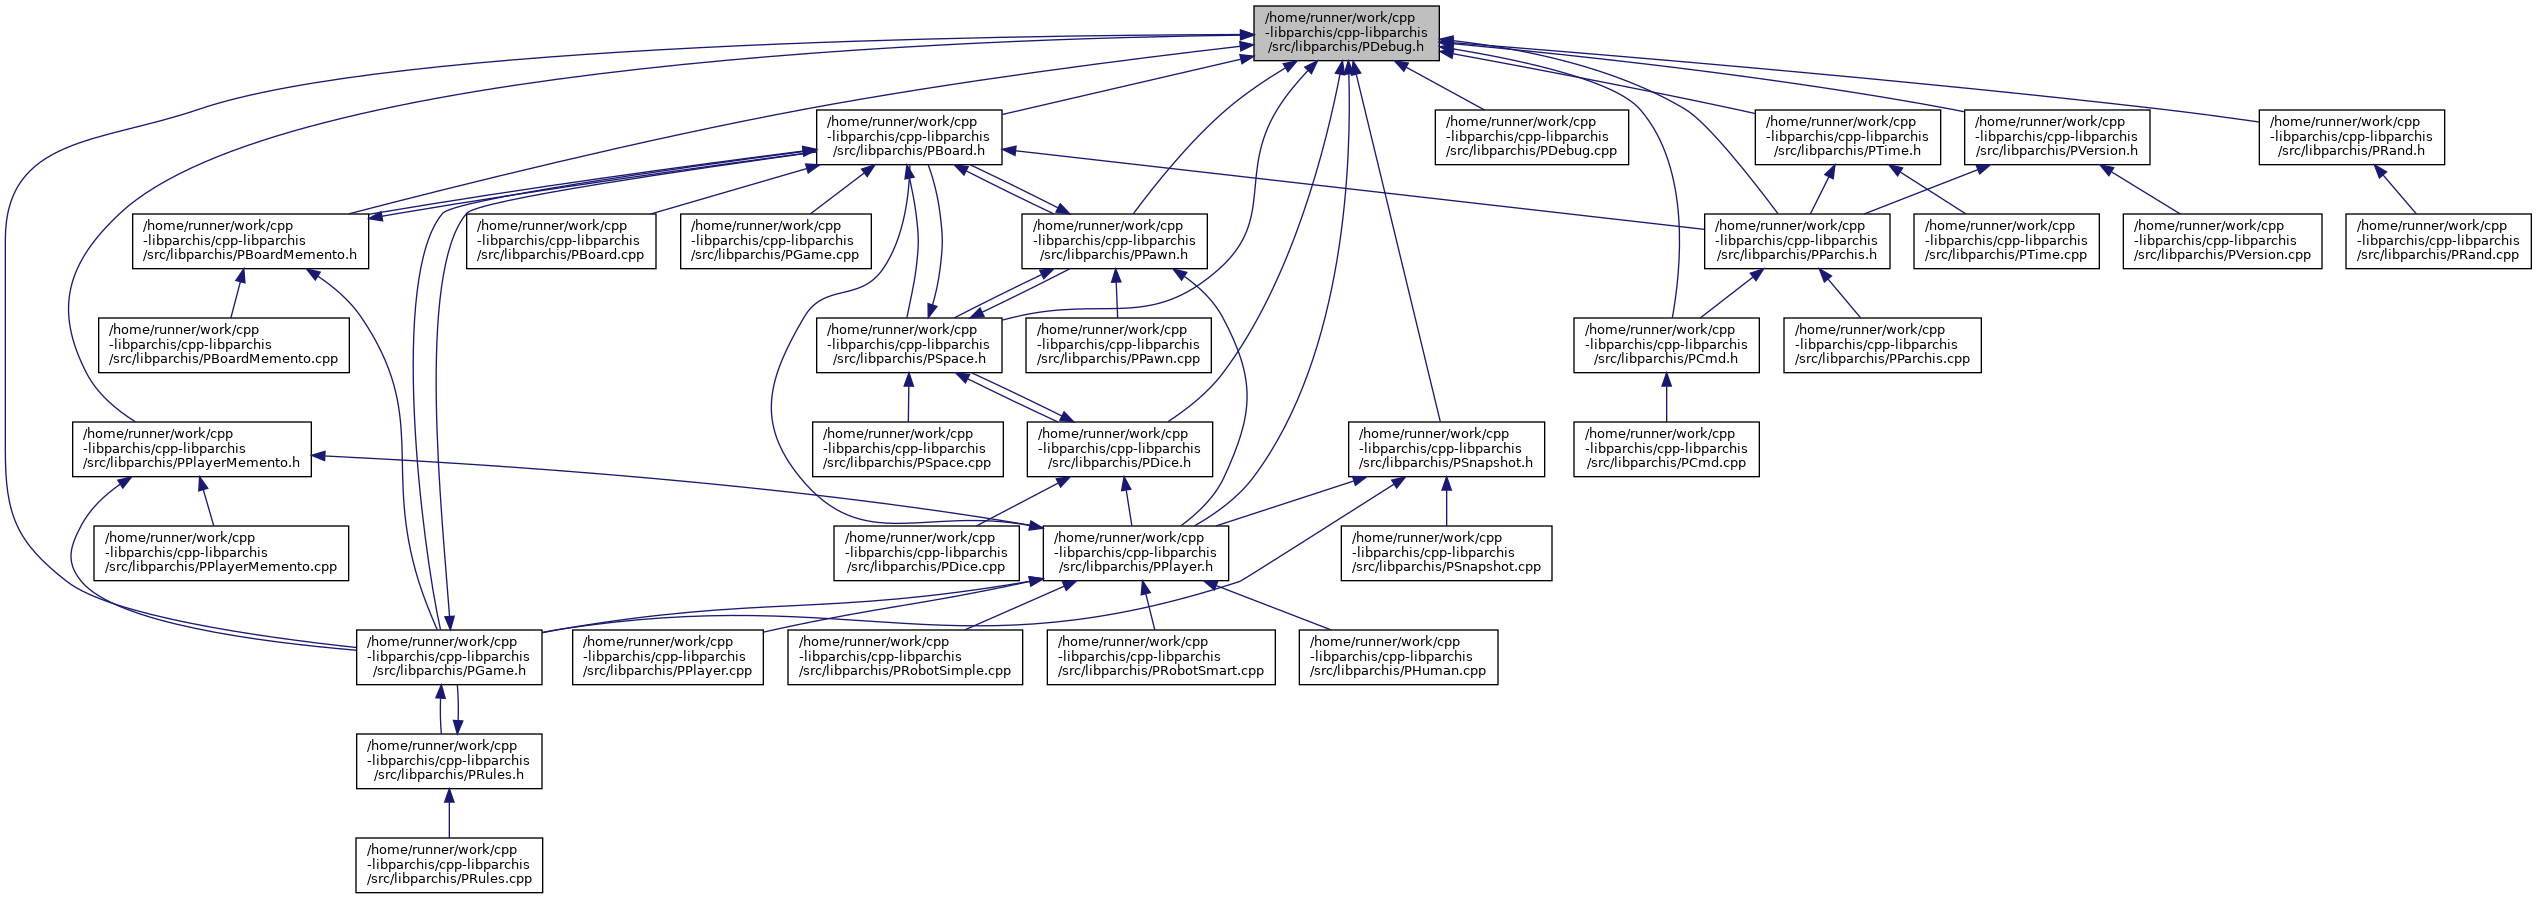 /home/runner/work/cpp
-libparchis/cpp-libparchis
/src/libparchis/PDebug.h
/home/runner/work/cpp
-libparchis/cpp-libparchis
/src/libparchis/PBoard.h
/home/runner/work/cpp
-libparchis/cpp-libparchis
/src/libparchis/PDebug.cpp
/home/runner/work/cpp
-libparchis/cpp-libparchis
/src/libparchis/PTime.h
/home/runner/work/cpp
-libparchis/cpp-libparchis
/src/libparchis/PVersion.h
/home/runner/work/cpp
-libparchis/cpp-libparchis
/src/libparchis/PRand.h
/home/runner/work/cpp
-libparchis/cpp-libparchis
/src/libparchis/PBoardMemento.h
/home/runner/work/cpp
-libparchis/cpp-libparchis
/src/libparchis/PBoard.cpp
/home/runner/work/cpp
-libparchis/cpp-libparchis
/src/libparchis/PGame.cpp
/home/runner/work/cpp
-libparchis/cpp-libparchis
/src/libparchis/PPawn.h
/home/runner/work/cpp
-libparchis/cpp-libparchis
/src/libparchis/PParchis.h
/home/runner/work/cpp
-libparchis/cpp-libparchis
/src/libparchis/PTime.cpp
/home/runner/work/cpp
-libparchis/cpp-libparchis
/src/libparchis/PVersion.cpp
/home/runner/work/cpp
-libparchis/cpp-libparchis
/src/libparchis/PRand.cpp
/home/runner/work/cpp
-libparchis/cpp-libparchis
/src/libparchis/PBoardMemento.cpp
/home/runner/work/cpp
-libparchis/cpp-libparchis
/src/libparchis/PSpace.h
/home/runner/work/cpp
-libparchis/cpp-libparchis
/src/libparchis/PPawn.cpp
/home/runner/work/cpp
-libparchis/cpp-libparchis
/src/libparchis/PCmd.h
/home/runner/work/cpp
-libparchis/cpp-libparchis
/src/libparchis/PParchis.cpp
/home/runner/work/cpp
-libparchis/cpp-libparchis
/src/libparchis/PPlayerMemento.h
/home/runner/work/cpp
-libparchis/cpp-libparchis
/src/libparchis/PSpace.cpp
/home/runner/work/cpp
-libparchis/cpp-libparchis
/src/libparchis/PDice.h
/home/runner/work/cpp
-libparchis/cpp-libparchis
/src/libparchis/PSnapshot.h
/home/runner/work/cpp
-libparchis/cpp-libparchis
/src/libparchis/PCmd.cpp
/home/runner/work/cpp
-libparchis/cpp-libparchis
/src/libparchis/PPlayerMemento.cpp
/home/runner/work/cpp
-libparchis/cpp-libparchis
/src/libparchis/PDice.cpp
/home/runner/work/cpp
-libparchis/cpp-libparchis
/src/libparchis/PPlayer.h
/home/runner/work/cpp
-libparchis/cpp-libparchis
/src/libparchis/PSnapshot.cpp
/home/runner/work/cpp
-libparchis/cpp-libparchis
/src/libparchis/PGame.h
/home/runner/work/cpp
-libparchis/cpp-libparchis
/src/libparchis/PPlayer.cpp
/home/runner/work/cpp
-libparchis/cpp-libparchis
/src/libparchis/PRobotSimple.cpp
/home/runner/work/cpp
-libparchis/cpp-libparchis
/src/libparchis/PRobotSmart.cpp
/home/runner/work/cpp
-libparchis/cpp-libparchis
/src/libparchis/PHuman.cpp
/home/runner/work/cpp
-libparchis/cpp-libparchis
/src/libparchis/PRules.h
/home/runner/work/cpp
-libparchis/cpp-libparchis
/src/libparchis/PRules.cpp